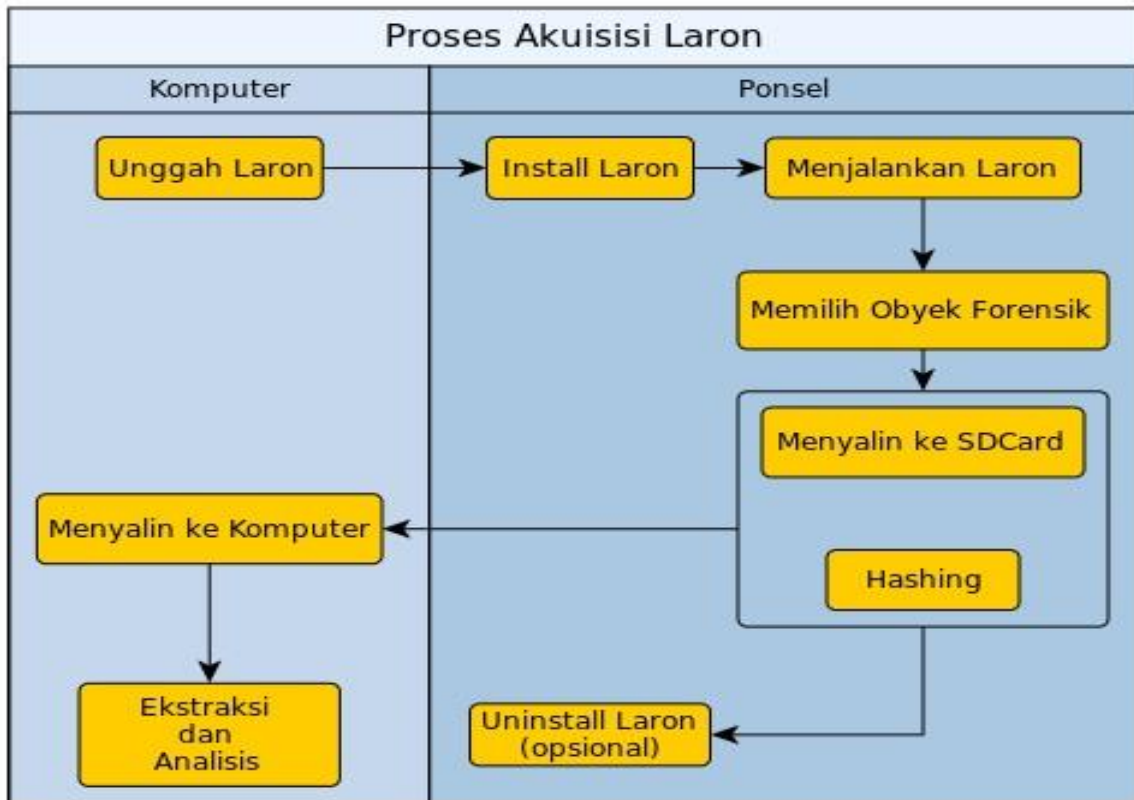 Proses Akuisisi Laron
Komputer
Ponsel
Unggah Laron
Install Laron
Menjalankan Laron
Memilih Obyek Forensik
Menyalin ke SDCard
Menyalin ke Komputer
Hashing
Ekstraksi
dan
Analisis
Uninstall Laron
(opsional)